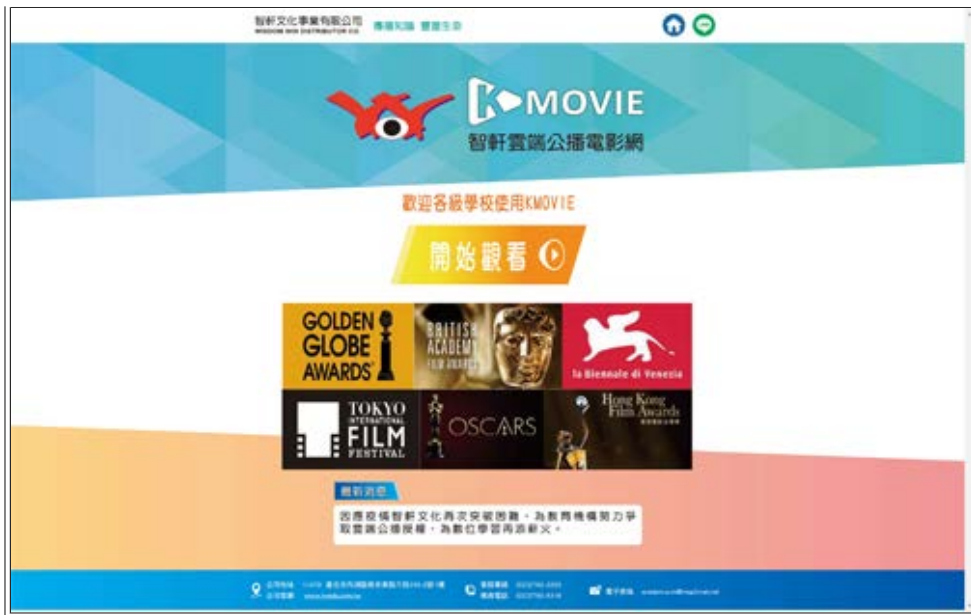 智軒文化事業有限公司
WISDOM WIN DISTRIBUTOR CO.
傳播知識 豐富生命
K MOVIE
智軒雲端公播電影網
歡迎各級學校使用KMOVIE
開始觀看
GOLDEN
GLOBE
AWARDS
BRITISH
ACADEMY
FILM AWARDS
la Biennale di Venezia
TOKYO
INTERNATIONAL
FILM
FESTIVAL
OSCARS
Hong Kong
Film Awards
最新消息
因應疫情智軒文化再次突破困難,為教育機構努力爭
取雲端公播授權,為數位學習再添薪火。